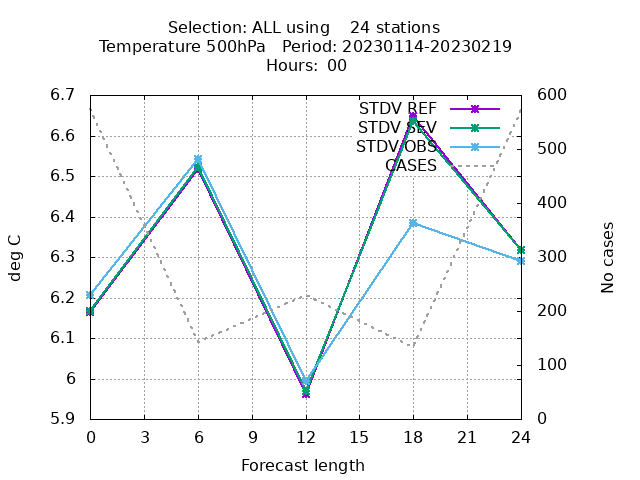 Selection: ALL using    24 stations
Temperature 500hPa   Period: 20230114-20230219
Hours: 00
6.7
6.6
6.5
6.4
6.3
6.2
6.1
6
5.9
deg C
600
500
400
300
200
100
0
No cases
STDV REF
STDV SEV
STDV OBS
CASES
0 3 6 9 12 15 18 21 24
Forecast length